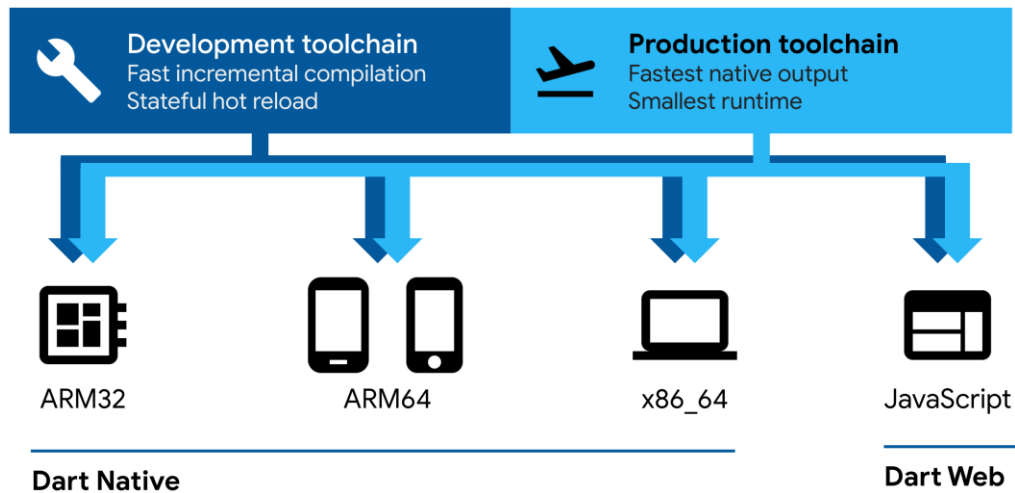 Development toolchain
Fast incremental compilation
Stateful hot reload
Production toolchain
Fastest native output
Smallest runtime
ARM32
ARM64
x86_64
JavaScript
Dart Native
Dart Web